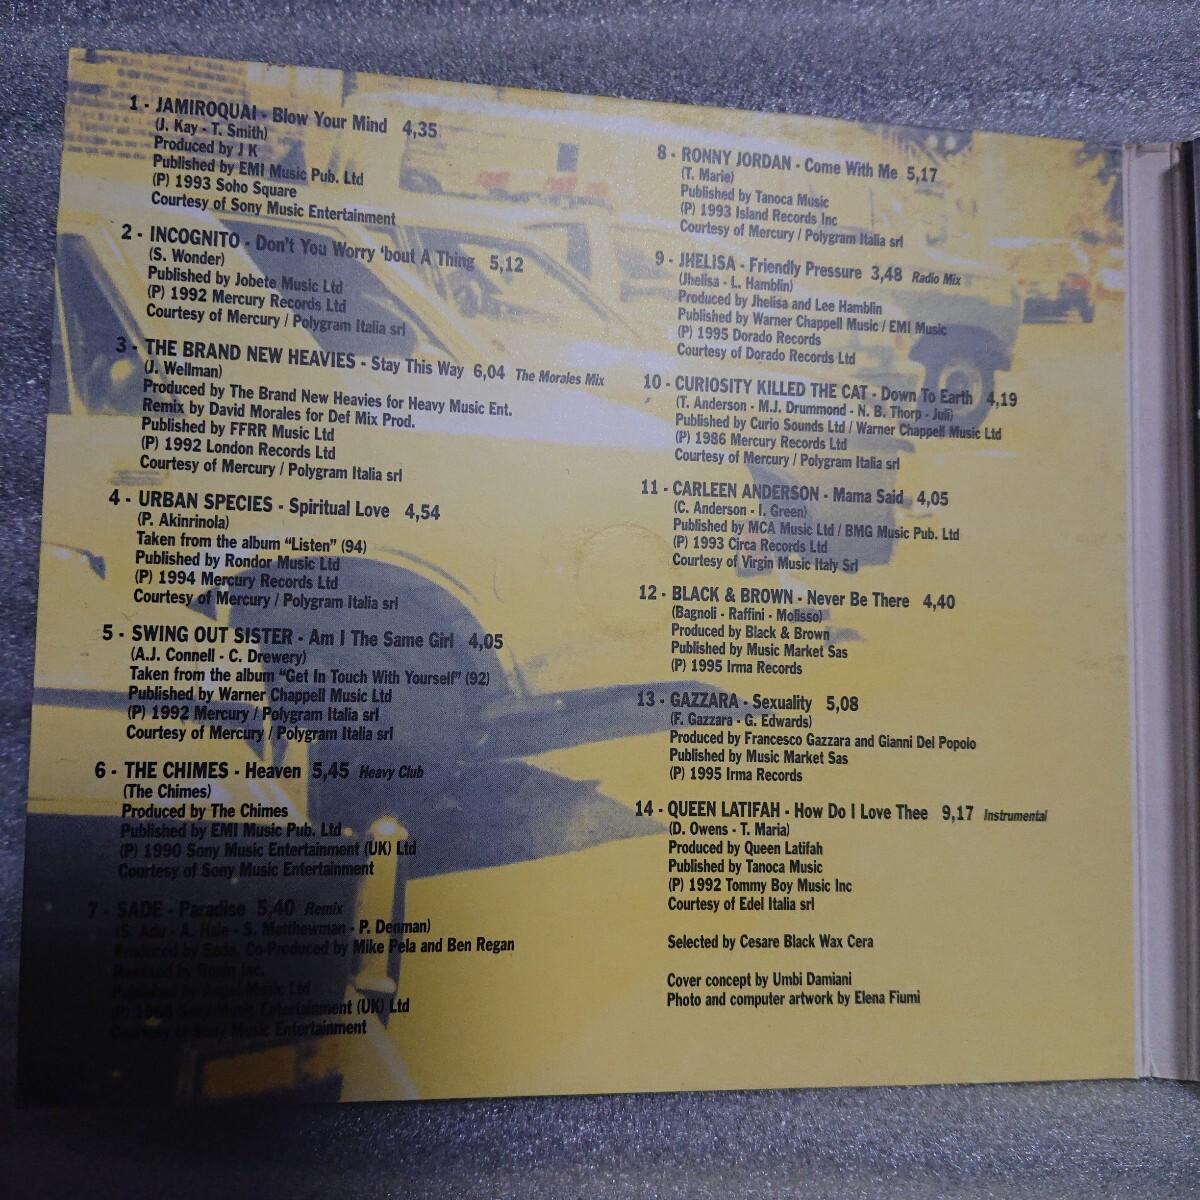 1 - JAMIROQUAI - Blow Your Mind 4,35
(J. Kay - T. Smith)
Produced by J K
Published by EMI Music Pub. Ltd
(P) 1993 Soho Square
Courtesy of Sony Music Entertainment
2 - INCOGNITO - Don't You Worry 'bout A Thing 5,12
(S. Wonder)
Published by Jobete Music Ltd
(P) 1992 Mercury Records Ltd
Courtesy of Mercury / Polygram Italia srl
3 - THE BRAND NEW HEAVIES - Stay This Way 6,04 The Morales Mix
(J. Wellman)
Produced by The Brand New Heavies for Heavy Music Ent.
Remix by David Morales for Def Mix Prod.
Published by FFRR Music Ltd
(P) 1992 London Records Ltd
Courtesy of Mercury / Polygram Italia srl
4 - URBAN SPECIES - Spiritual Love 4,54
(P. Akinrinola)
Taken from the album "Listen" (94)
Published by Rondor Music Ltd
(P) 1994 Mercury Records Ltd
Courtesy of Mercury / Polygram Italia srl
5 - SWING OUT SISTER - Am I The Same Girl 4,05
(A.J. Connell - C. Drewery)
Taken from the album "Get In Touch With Yourself" (92)
Published by Warner Chappell Music Ltd
(P) 1992 Mercury / Polygram Italia srl
Courtesy of Mercury / Polygram Italia srl
6 - THE CHIMES - Heaven 5,45 Heavy Club
(The Chimes)
Produced by The Chimes
Published by EMI Music Pub. Ltd
(P) 1990 Sony Music Entertainment (UK) Ltd
Courtesy of Sony Music Entertainment
7 - SADE - Paradise 5,40 Remix
(S. Adu - A. Hale - S. Matthewman - P. Denman)
Produced by Sade. Co-Produced by Mike Pela and Ben Regan
Remixed by Ronin Inc.
Published by Angel Music Ltd
(P) Sony Music Entertainment (UK) Ltd
Courtesy of Sony Music Entertainment
8 - RONNY JORDAN - Come With Me 5,17
(T. Marie)
Published by Tanoca Music
(P) 1993 Island Records Inc
Courtesy of Mercury / Polygram Italia srl
9 - JHELISA - Friendly Pressure 3,48 Radio Mix
(Jhelisa - L. Hamblin)
Produced by Jhelisa and Lee Hamblin
Published by Warner Chappell Music / EMI Music
(P) 1995 Dorado Records
Courtesy of Dorado Records Ltd
10 - CURIOSITY KILLED THE CAT - Down To Earth 4,19
(T. Anderson - M.J. Drummond - N. B. Thorp - Juli)
Published by Curio Sounds Ltd / Warner Chappell Music Ltd
(P) 1986 Mercury Records Ltd
Courtesy of Mercury / Polygram Italia srl
11 - CARLEEN ANDERSON - Mama Said 4,05
(C. Anderson - I. Green)
Published by MCA Music Ltd / BMG Music Pub. Ltd
(P) 1993 Circa Records Ltd
Courtesy of Virgin Music Italy Srl
12 - BLACK & BROWN - Never Be There 4,40
(Bagnoli - Raffini - Molisso)
Produced by Black & Brown
Published by Music Market Sas
(P) 1995 Irma Records
13 - GAZZARA - Sexuality 5,08
(F. Gazzara - G. Edwards)
Produced by Francesco Gazzara and Gianni Del Popolo
Published by Music Market Sas
(P) 1995 Irma Records
14 - QUEEN LATIFAH - How Do I Love Thee 9,17 Instrumental
(D. Owens - T. Maria)
Produced by Queen Latifah
Published by Tanoca Music
(P) 1992 Tommy Boy Music Inc
Courtesy of Edel Italia srl
Selected by Cesare Black Wax Cera
Cover concept by Umbi Damiani
Photo and computer artwork by Elena Fiumi